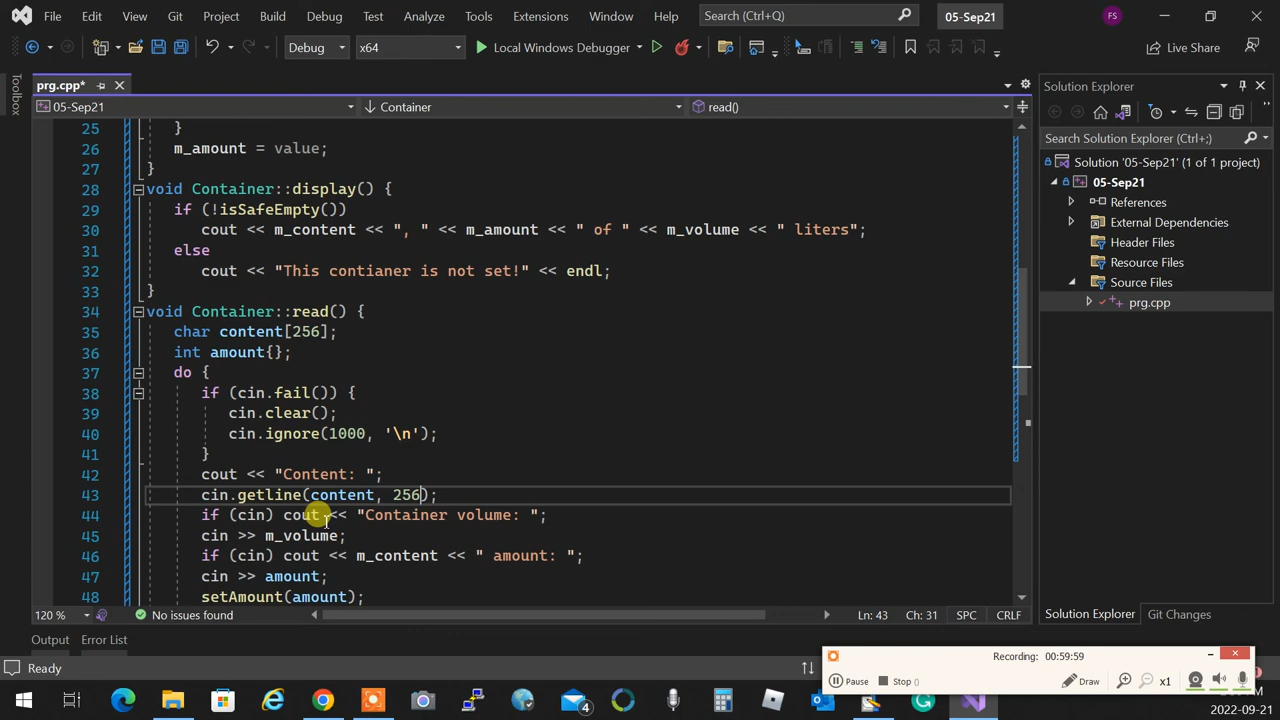 File Edit View Git Project Build Debug Test Analyze Tools Extensions Window Help Search (Ctrl+Q) 05-Sep21 FS
Debug x64 Local Windows Debugger Live Share
prg.cpp*
05-Sep21 Container read()
25 }
26 m_amount = value;
27 }
28 void Container::display() {
29 if (!isSafeEmpty())
30 cout << m_content << ", " << m_amount << " of " << m_volume << " liters";
31 else
32 cout << "This contianer is not set!" << endl;
33 }
34 void Container::read() {
35 char content[256];
36 int amount{};
37 do {
38 if (cin.fail()) {
39 cin.clear();
40 cin.ignore(1000, '\n');
41 }
42 cout << "Content: ";
43 cin.getline(content, 256);
44 if (cin) cout << "Container volume: ";
45 cin >> m_volume;
46 if (cin) cout << m_content << " amount: ";
47 cin >> amount;
48 setAmount(amount);
120 % No issues found Ln: 43 Ch: 31 SPC CRLF
Toolbox
Solution Explorer
Search Solution Explorer (Ctrl+;)
Solution '05-Sep21' (1 of 1 project)
05-Sep21
References
External Dependencies
Header Files
Resource Files
Source Files
prg.cpp
Solution Explorer Git Changes
Output Error List
Ready
Recording: 00:59:59
Pause Stop () Draw x1
4
2022-09-21